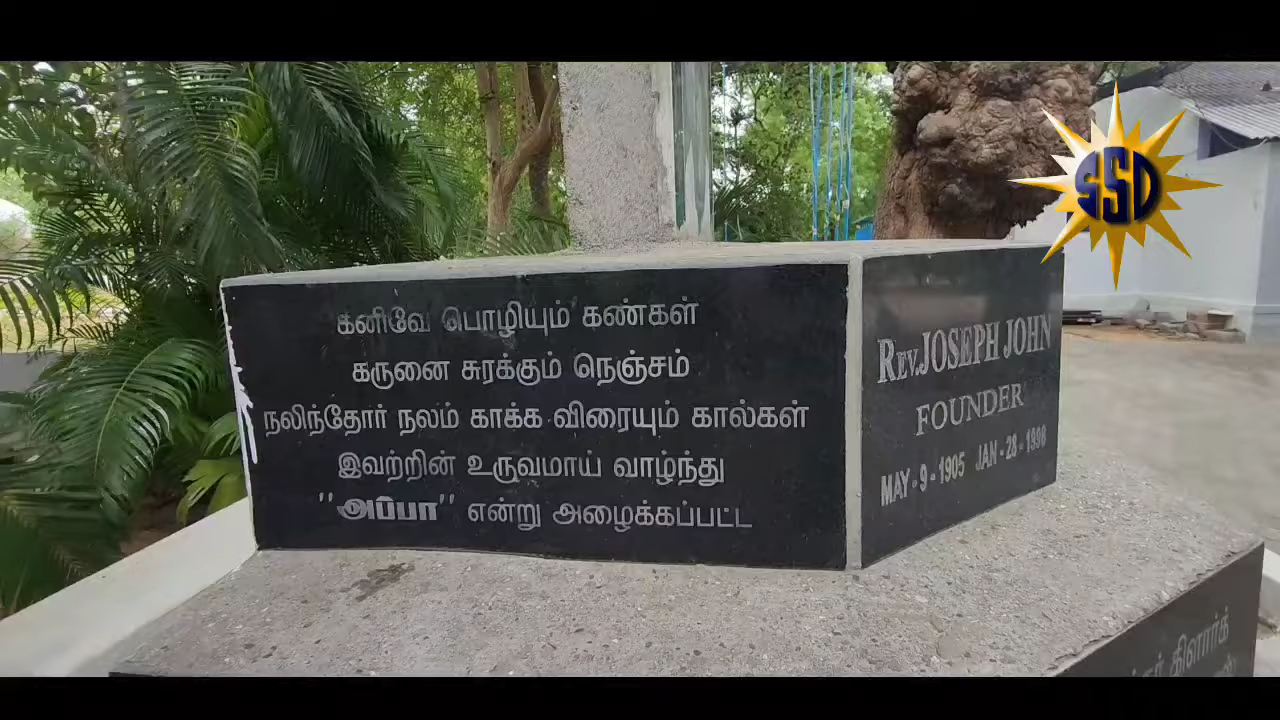 கனிவே பொழியும் கண்கள்
கருனை சுரக்கும் நெஞ்சம்
நலிந்தோர் நலம் காக்க விரையும் கால்கள்
இவற்றின் உருவமாய் வாழ்ந்து
"அப்பா" என்று அழைக்கப்பட்ட
REV.JOSEPH JOHN
FOUNDER
MAY - 9 - 1905 JAN - 28 - 1998
SSD
கிளார்க்